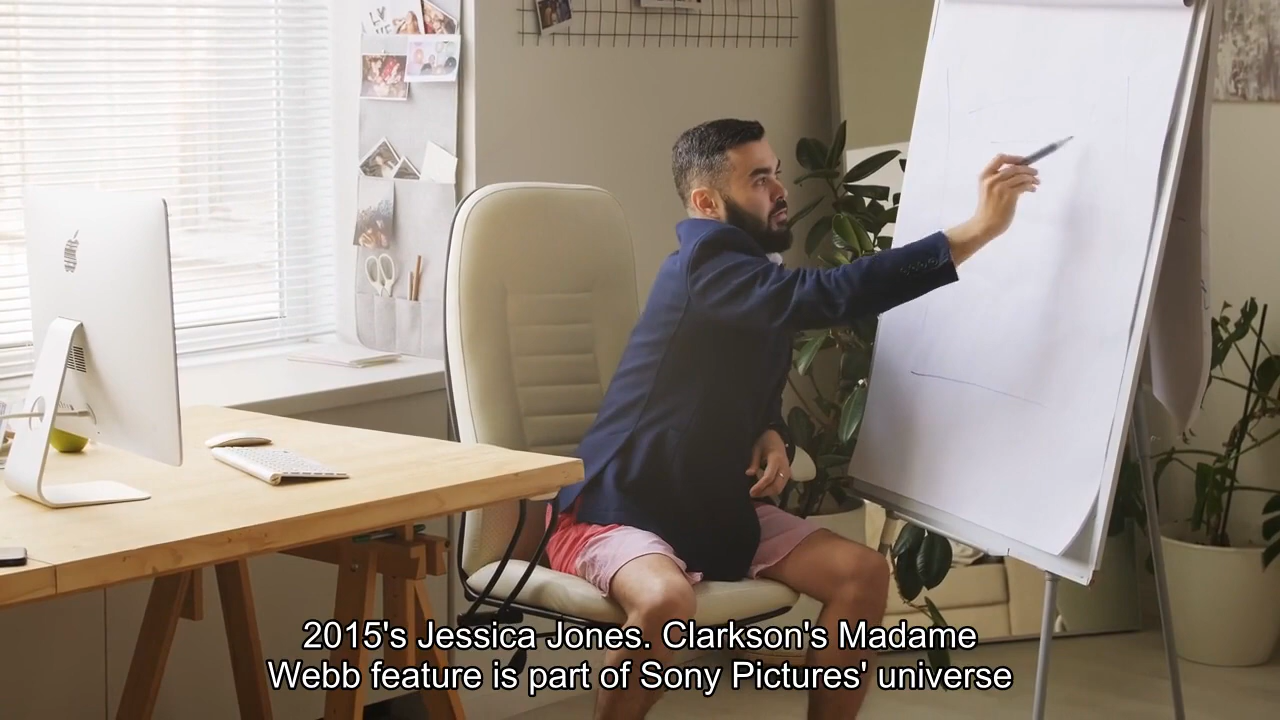 2015's Jessica Jones. Clarkson's Madame
Webb feature is part of Sony Pictures' universe